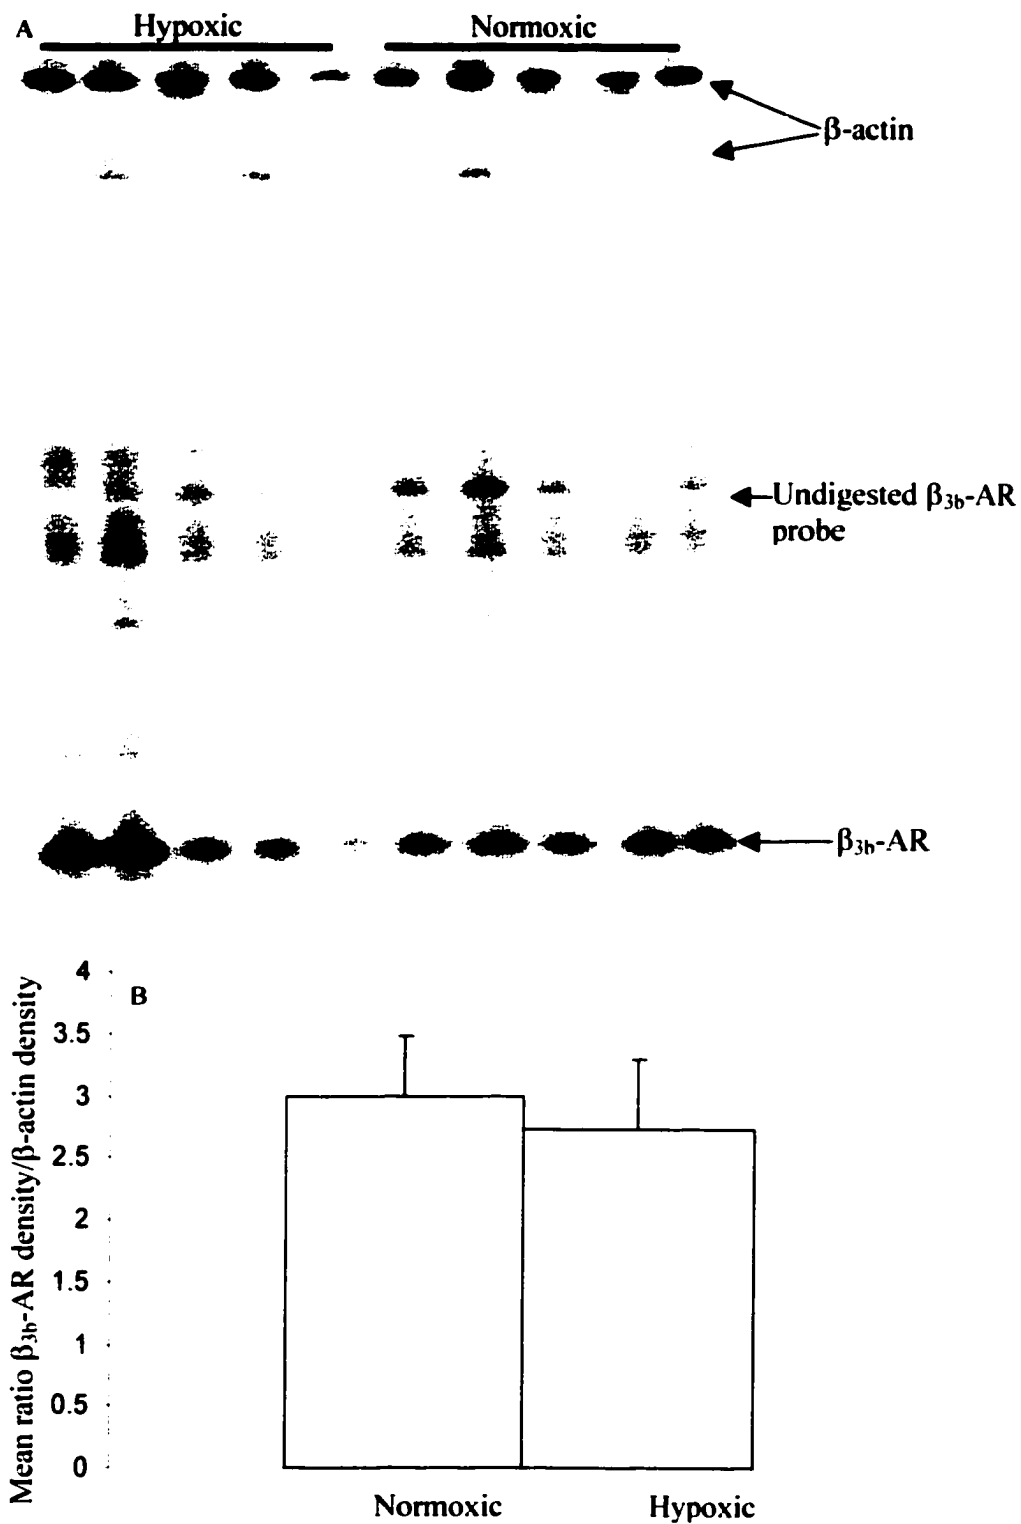 A
Hypoxic
Normoxic
β-actin
Undigested β3b-AR
probe
β3b-AR
B
Mean ratio β3b-AR density/β-actin density
4
3.5
3
2.5
2
1.5
1
0.5
0
Normoxic
Hypoxic